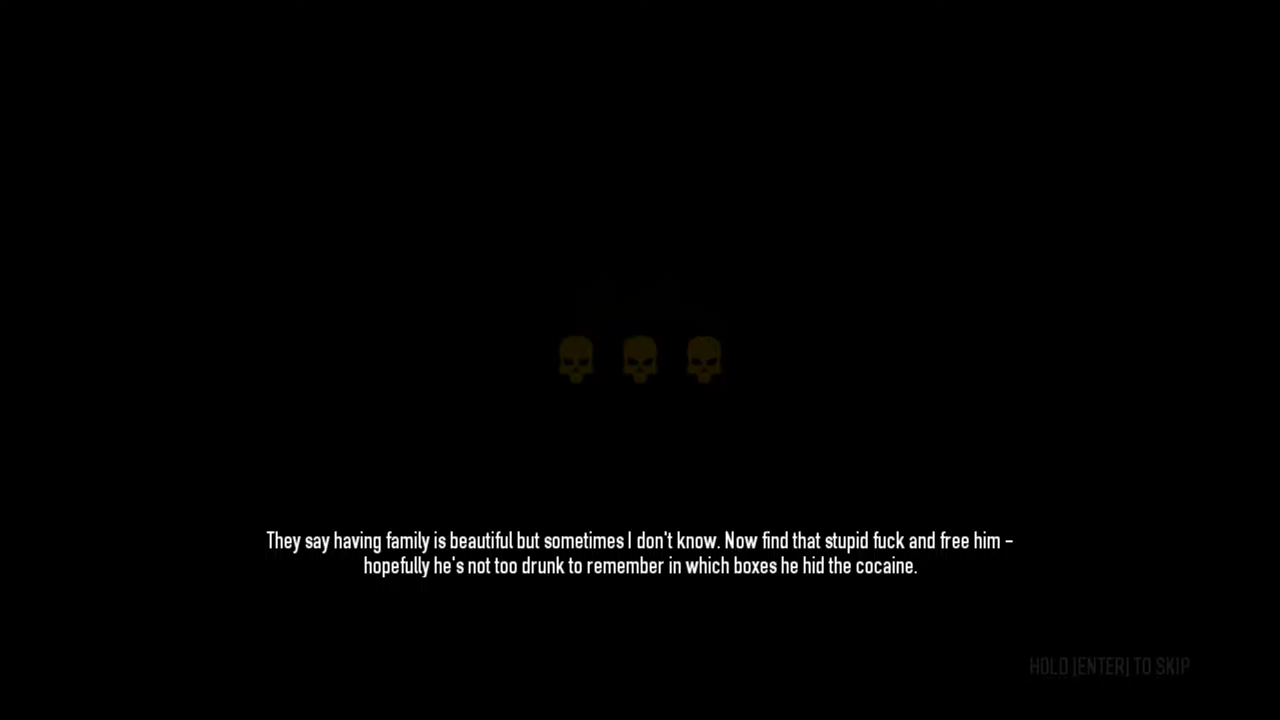 They say having family is beautiful but sometimes I don't know. Now find that stupid fuck and free him -
hopefully he's not too drunk to remember in which boxes he hid the cocaine.
HOLD [ENTER] TO SKIP